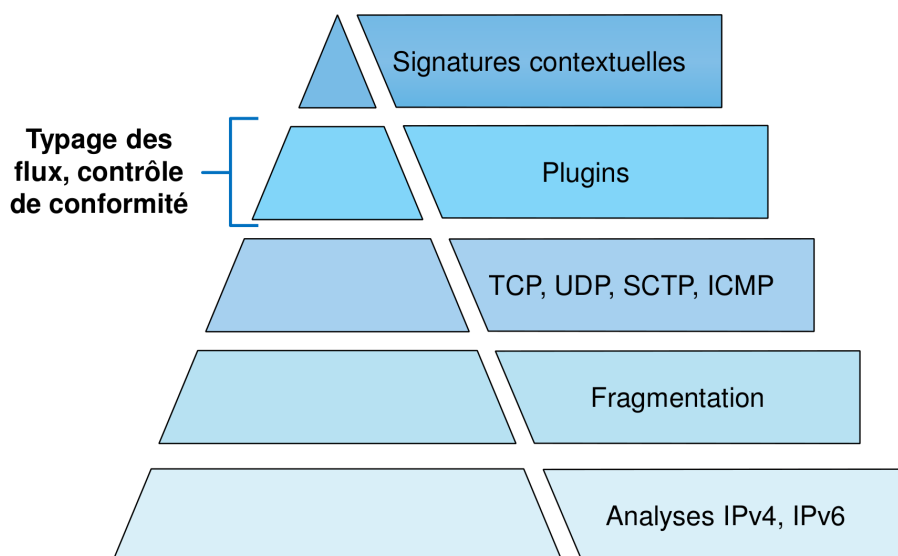 Signatures contextuelles
Typage des
flux, contrôle
de conformité
Plugins
TCP, UDP, SCTP, ICMP
Fragmentation
Analyses IPv4, IPv6